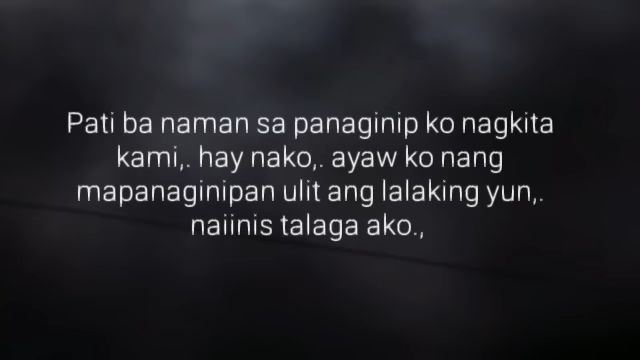 Pati ba naman sa panaginip ko nagkita
kami,. hay nako,. ayaw ko nang
mapanaginipan ulit ang lalaking yun,.
naiinis talaga ako.,